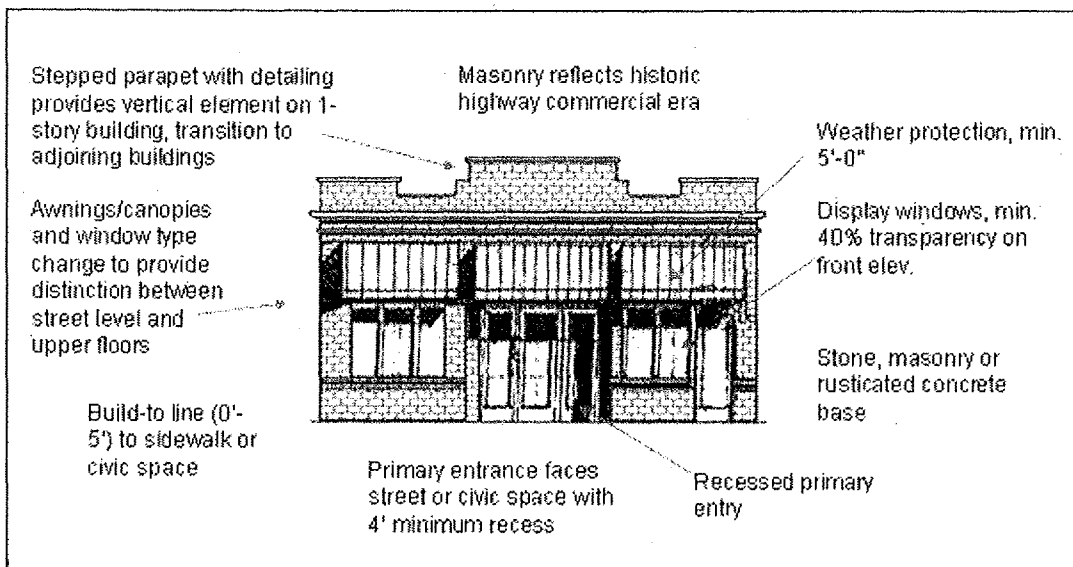 Stepped parapet with detailing
provides vertical element on 1-
story building, transition to
adjoining buildings
Masonry reflects historic
highway commercial era
Weather protection, min.
5'-0"
Awnings/canopies
and window type
change to provide
distinction between
street level and
upper floors
Display windows, min.
40% transparency on
front elev.
Stone, masonry or
rusticated concrete
base
Build-to line (0'-
5') to sidewalk or
civic space
Primary entrance faces
street or civic space with
4' minimum recess
Recessed primary
entry